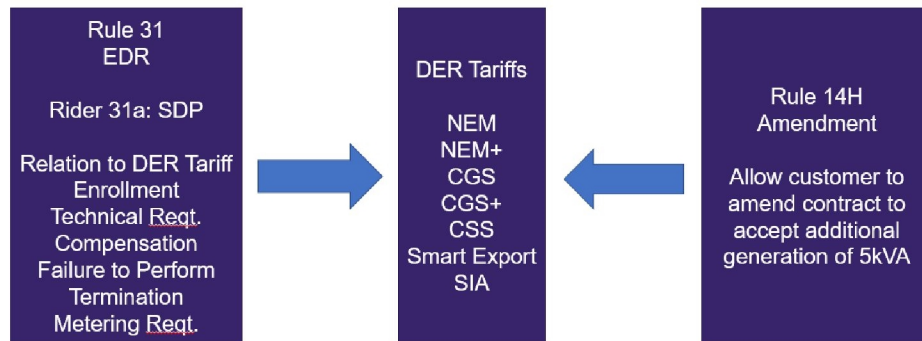 Rule 31
EDR
Rider 31a: SDP
Relation to DER Tariff
Enrollment
Technical Reqt.
Compensation
Failure to Perform
Termination
Metering Reqt.
DER Tariffs
NEM
NEM+
CGS
CGS+
CSS
Smart Export
SIA
Rule 14H
Amendment
Allow customer to
amend contract to
accept additional
generation of 5kVA